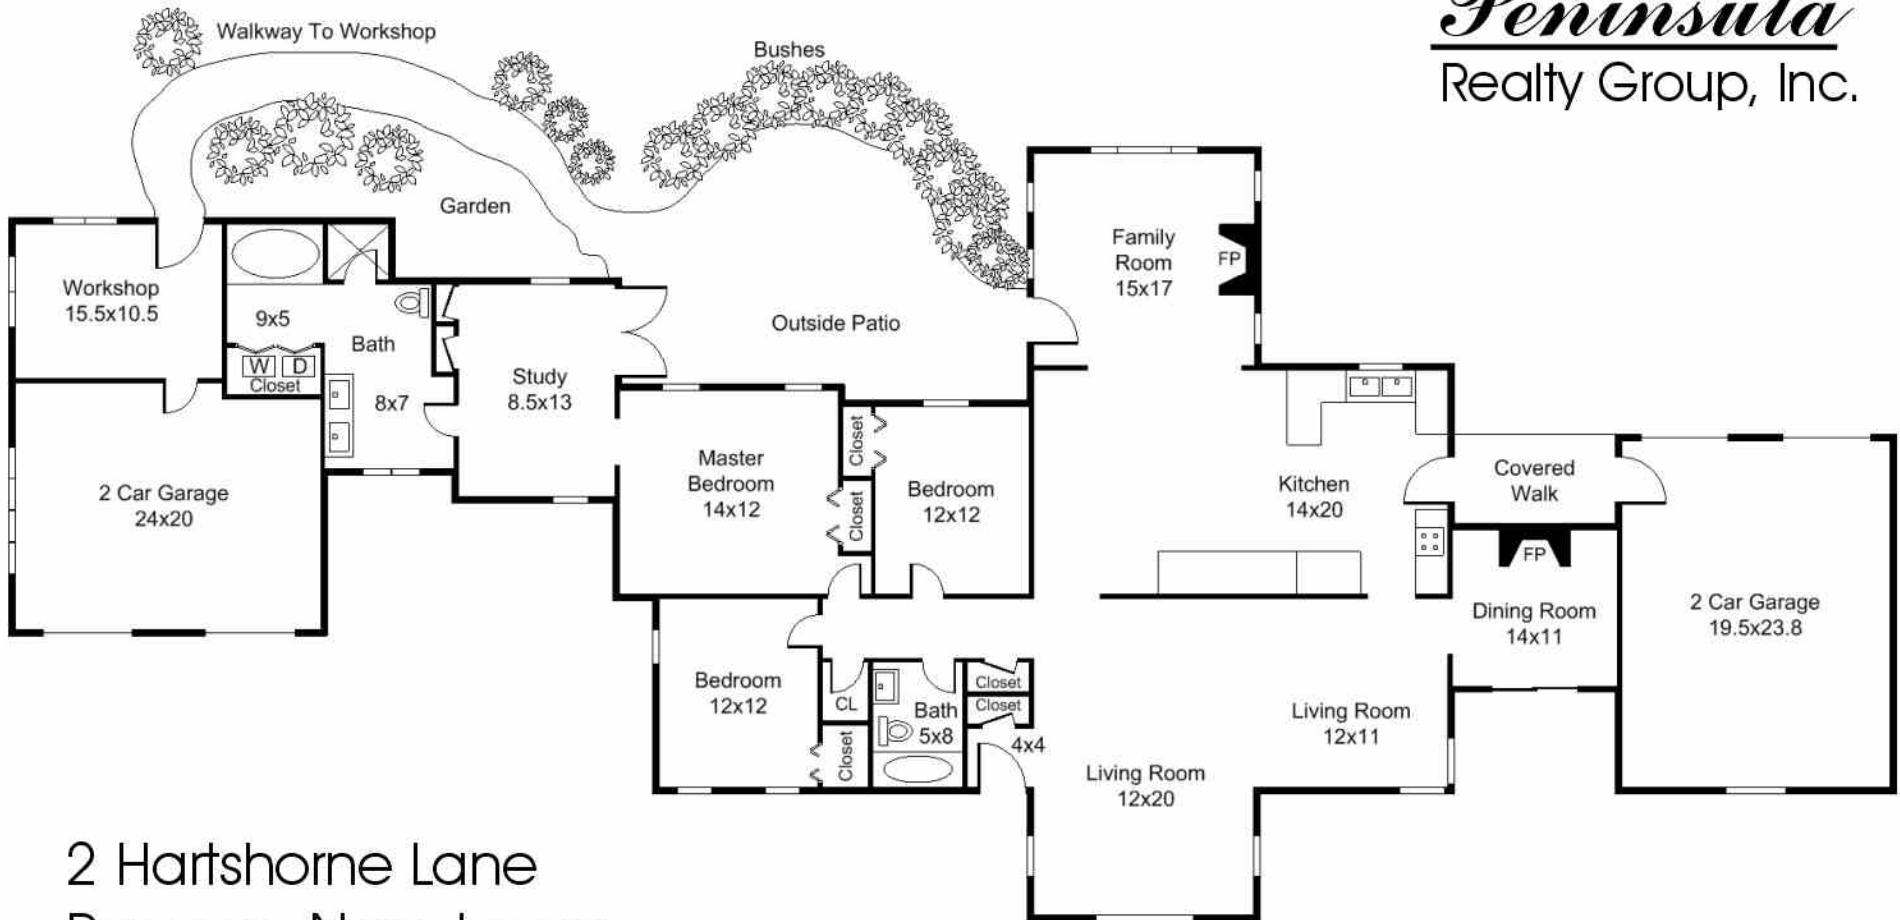 Peninsula
Realty Group, Inc.
Walkway To Workshop
Bushes
Garden
Family
Room
15x17
FP
Workshop
15.5x10.5
9x5
Bath
W D
Closet
8x7
Study
8.5x13
Outside Patio
Master
Bedroom
14x12
Closet
Closet
Bedroom
12x12
Kitchen
14x20
Covered
Walk
2 Car Garage
24x20
FP
Dining Room
14x11
2 Car Garage
19.5x23.8
Bedroom
12x12
CL
Closet
Bath
5x8
Closet
Closet
4x4
Living Room
12x11
Living Room
12x20
2 Hartshorne Lane